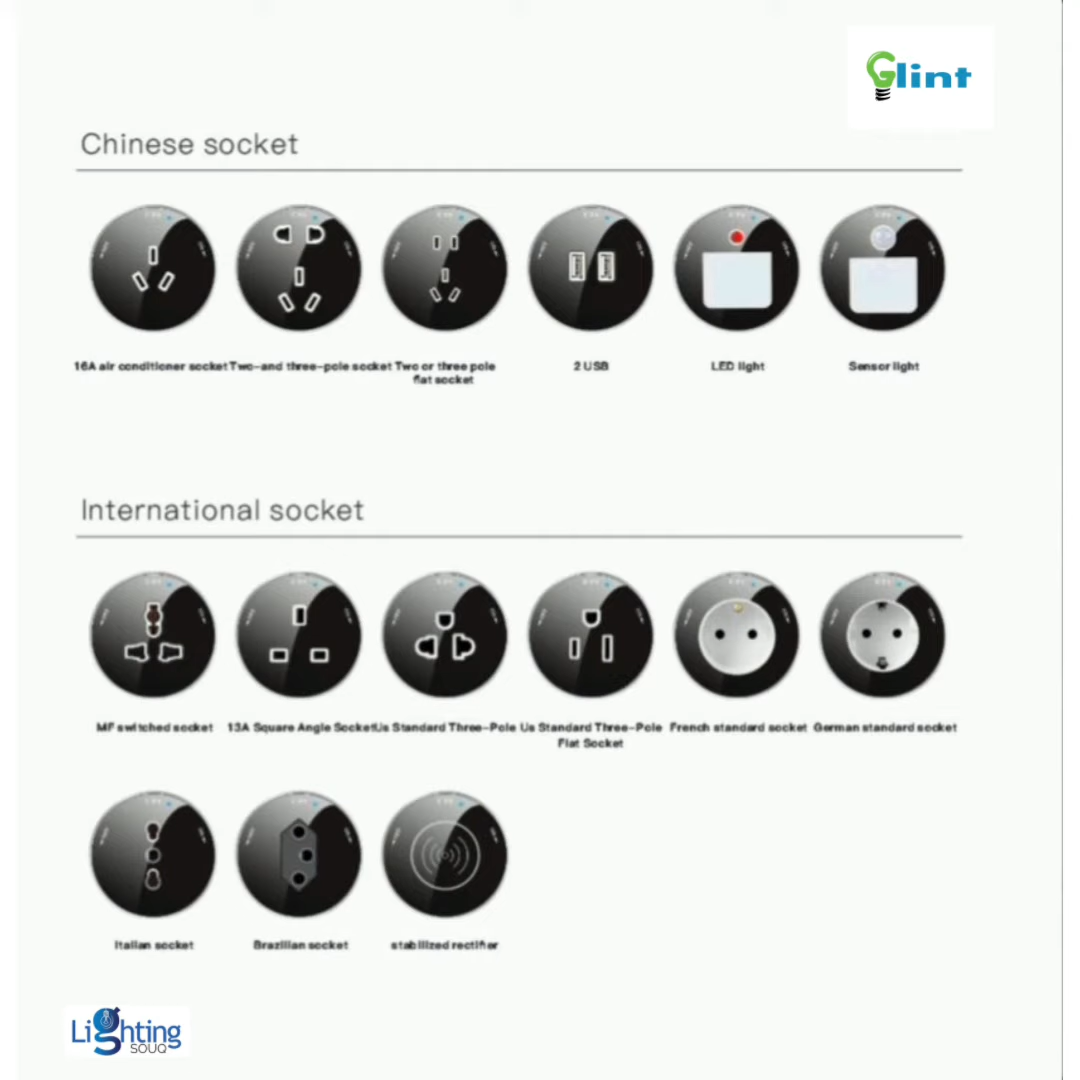 Glint
Chinese socket
16A air conditioner socket
Two-and three-pole socket
Two or three pole
flat socket
2 USB
LED light
Sensor light
International socket
MF switched socket
13A Square Angle Socket
Us Standard Three-Pole
Us Standard Three-Pole
Flat Socket
French standard socket
German standard socket
Italian socket
Brazilian socket
stabilized rectifier
Lighting
SOUQ